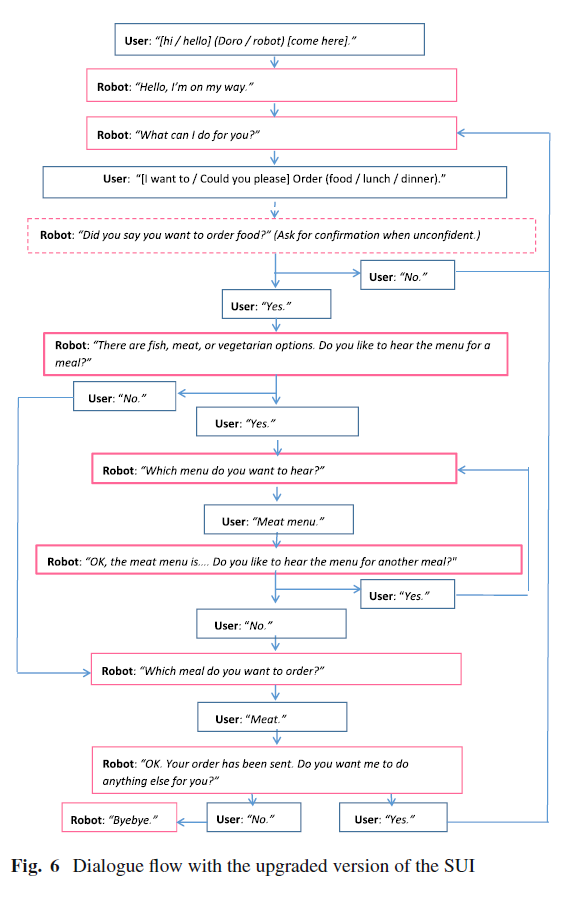 User: “[hi / hello] (Doro / robot) [come here].”
Robot: “Hello, I’m on my way.”
Robot: “What can I do for you?”
User: “[I want to / Could you please] Order (food / lunch / dinner).”
Robot: “Did you say you want to order food?” (Ask for confirmation when unconfident.)
User: “No.”
User: “Yes.”
Robot: “There are fish, meat, or vegetarian options. Do you like to hear the menu for a
meal?”
User: “No.”
User: “Yes.”
Robot: “Which menu do you want to hear?”
User: “Meat menu.”
Robot: “OK, the meat menu is.... Do you like to hear the menu for another meal?"
User: “Yes.”
User: “No.”
Robot: “Which meal do you want to order?”
User: “Meat.”
Robot: “OK. Your order has been sent. Do you want me to do
anything else for you?”
Robot: “Byebye.”
User: “No.”
User: “Yes.”
Fig. 6 Dialogue flow with the upgraded version of the SUI